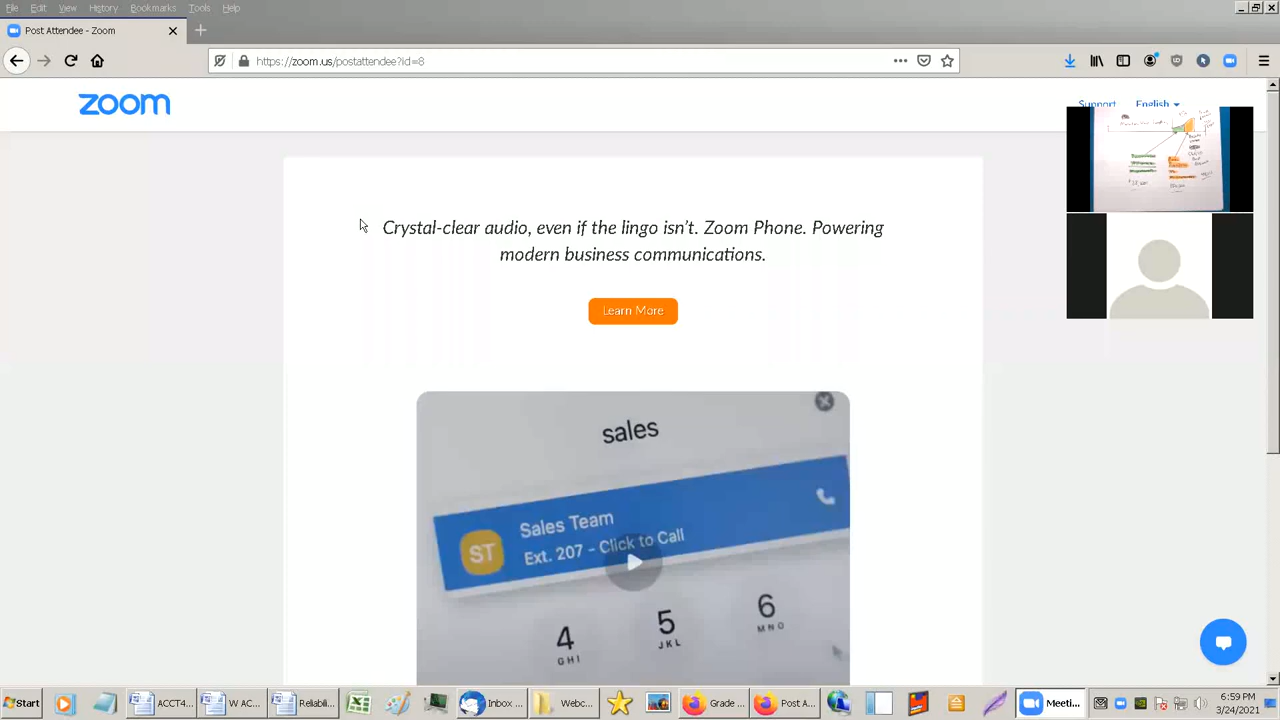 File Edit View History Bookmarks Tools Help
Post Attendee - Zoom
https://zoom.us/postattendee?id=8
zoom
Support English
Crystal-clear audio, even if the lingo isn't. Zoom Phone. Powering
modern business communications.
Learn More
sales
Sales Team
ST
Ext. 207 - Click to Call
4 5 6
GHI JKL MNO
Start ACCT4... W AC... Relabi... Inbox ... Webc... Grade ... Post A... Meeti...
6:59 PM
3/24/2021